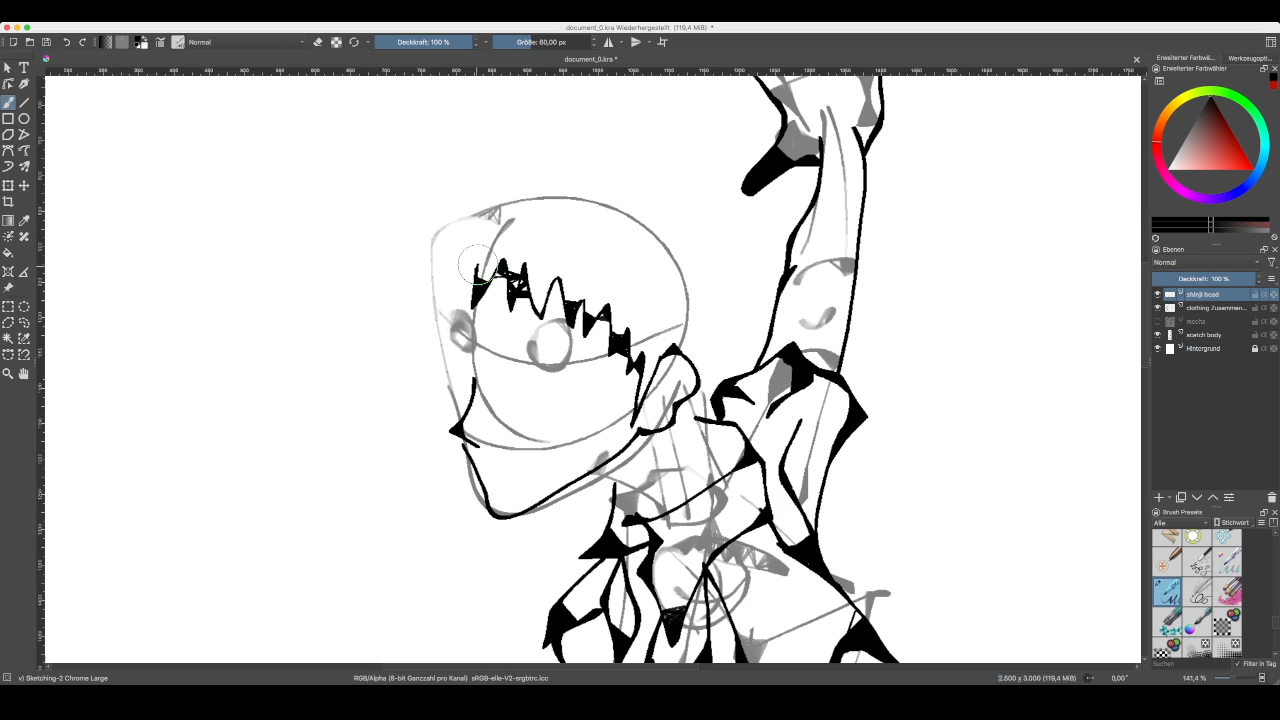 document_0.kra Wiederhergestellt (119,4 MiB) *
Normal
Deckkraft: 100 %
Größe: 60,00 px
document_0.kra *
Erweiterter Farbwä...
Werkzeugopti...
Erweiterter Farbwähler
Ebenen
Normal
Deckkraft: 100 %
shinji head
clothing Zusammen...
mocha
scetch body
Hintergrund
Brush Presets
Alle
Stichwort
Suchen
Filter in Tag
v) Sketching-2 Chrome Large
RGB/Alpha (8-bit Ganzzahl pro Kanal) sRGB-elle-V2-srgbtrc.icc
2.500 x 3.000 (119,4 MiB)
0,00°
141,4 %